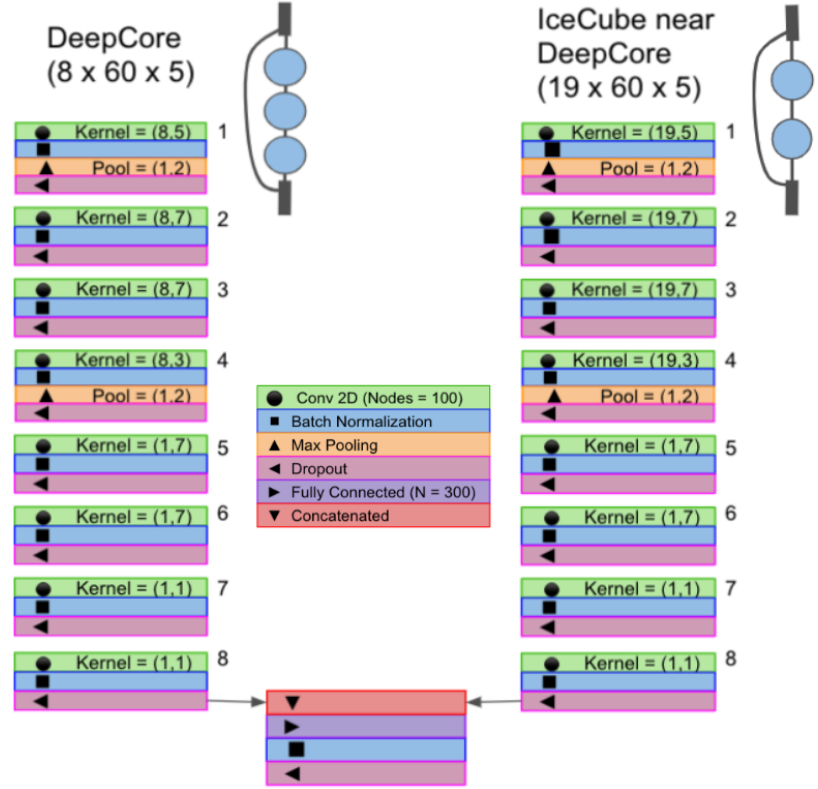 DeepCore
(8 x 60 x 5)
Kernel = (8,5) 1
Pool = (1,2)
Kernel = (8,7) 2
Kernel = (8,7) 3
Kernel = (8,3) 4
Pool = (1,2)
Kernel = (1,7) 5
Kernel = (1,7) 6
Kernel = (1,1) 7
Kernel = (1,1) 8
IceCube near
DeepCore
(19 x 60 x 5)
Kernel = (19,5) 1
Pool = (1,2)
Kernel = (19,7) 2
Kernel = (19,7) 3
Kernel = (19,3) 4
Pool = (1,2)
Kernel = (1,7) 5
Kernel = (1,7) 6
Kernel = (1,1) 7
Kernel = (1,1) 8
Conv 2D (Nodes = 100)
Batch Normalization
Max Pooling
Dropout
Fully Connected (N = 300)
Concatenated